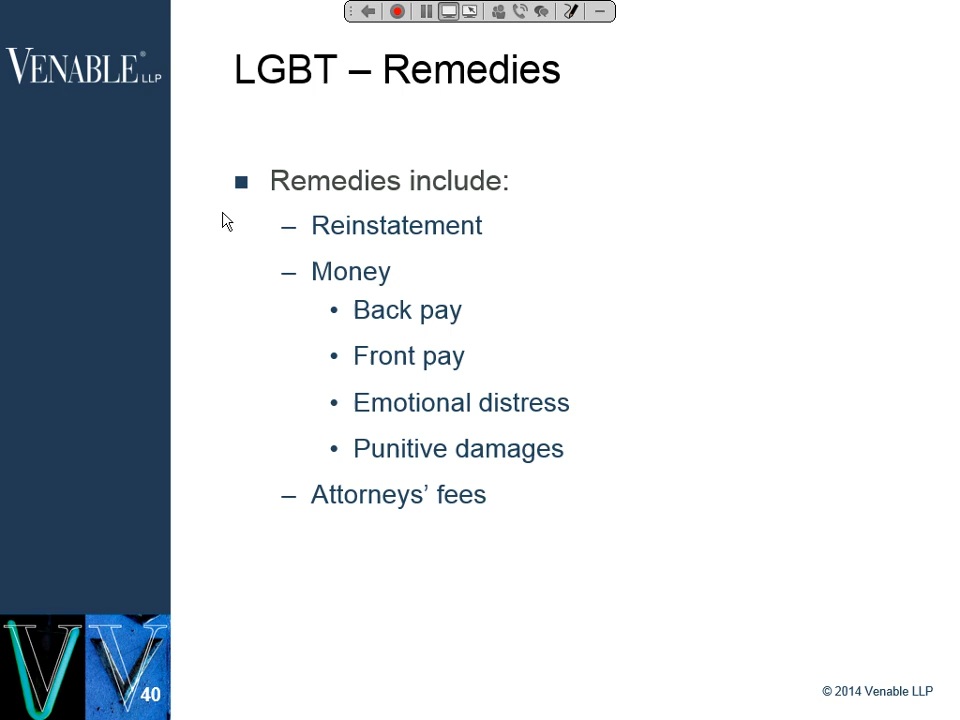 VENABLE® LLP
LGBT – Remedies
■ Remedies include:
– Reinstatement
– Money
• Back pay
• Front pay
• Emotional distress
• Punitive damages
– Attorneys’ fees
40
© 2014 Venable LLP